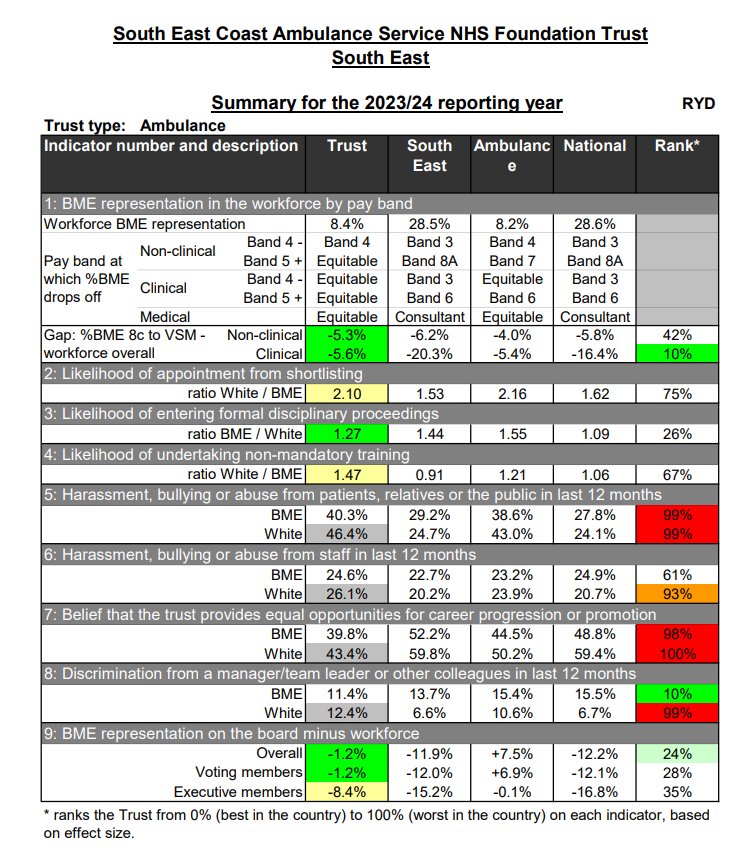 South East Coast Ambulance Service NHS Foundation Trust
South East
Summary for the 2023/24 reporting year RYD
Trust type: Ambulance
Indicator number and description Trust South East Ambulanc e National Rank*
1: BME representation in the workforce by pay band
Workforce BME representation 8.4% 28.5% 8.2% 28.6%
Pay band at which %BME drops off
Non-clinical
Band 4 - Band 4 Band 3 Band 4 Band 3
Band 5 + Equitable Band 8A Band 7 Band 8A
Clinical
Band 4 - Equitable Band 3 Equitable Band 3
Band 5 + Equitable Band 6 Band 6 Band 6
Medical Equitable Consultant Equitable Consultant
Gap: %BME 8c to VSM - Non-clinical -5.3% -6.2% -4.0% -5.8% 42%
workforce overall Clinical -5.6% -20.3% -5.4% -16.4% 10%
2: Likelihood of appointment from shortlisting
ratio White / BME 2.10 1.53 2.16 1.62 75%
3: Likelihood of entering formal disciplinary proceedings
ratio BME / White 1.27 1.44 1.55 1.09 26%
4: Likelihood of undertaking non-mandatory training
ratio White / BME 1.47 0.91 1.21 1.06 67%
5: Harassment, bullying or abuse from patients, relatives or the public in last 12 months
BME 40.3% 29.2% 38.6% 27.8% 99%
White 46.4% 24.7% 43.0% 24.1% 99%
6: Harassment, bullying or abuse from staff in last 12 months
BME 24.6% 22.7% 23.2% 24.9% 61%
White 26.1% 20.2% 23.9% 20.7% 93%
7: Belief that the trust provides equal opportunities for career progression or promotion
BME 39.8% 52.2% 44.5% 48.8% 98%
White 43.4% 59.8% 50.2% 59.4% 100%
8: Discrimination from a manager/team leader or other colleagues in last 12 months
BME 11.4% 13.7% 15.4% 15.5% 10%
White 12.4% 6.6% 10.6% 6.7% 99%
9: BME representation on the board minus workforce
Overall -1.2% -11.9% +7.5% -12.2% 24%
Voting members -1.2% -12.0% +6.9% -12.1% 28%
Executive members -8.4% -15.2% -0.1% -16.8% 35%
* ranks the Trust from 0% (best in the country) to 100% (worst in the country) on each indicator, based
on effect size.